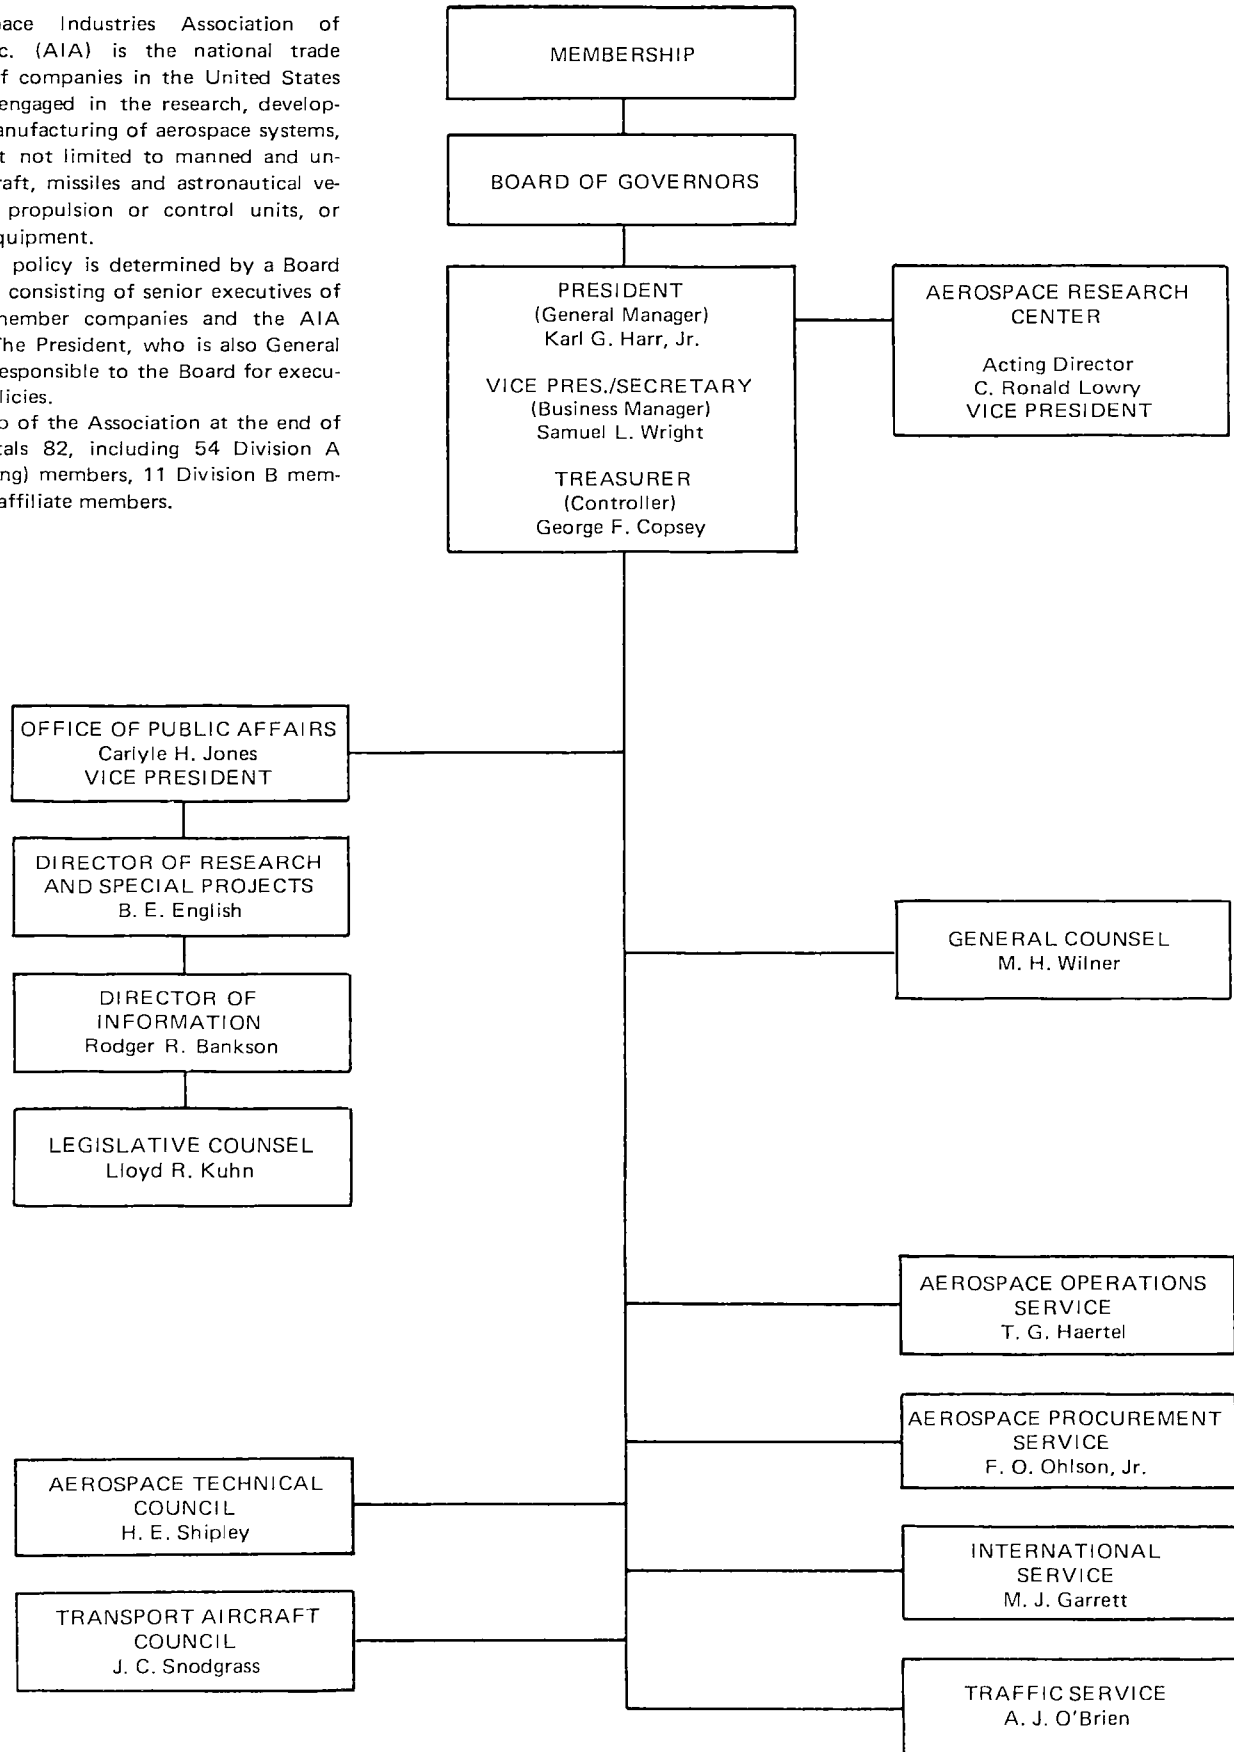 pace Industries Association of
c. (AIA) is the national trade
f companies in the United States
engaged in the research, develop-
anufacturing of aerospace systems,
t not limited to manned and un-
raft, missiles and astronautical ve-
propulsion or control units, or
quipment.
policy is determined by a Board
consisting of senior executives of
member companies and the AIA
The President, who is also General
esponsible to the Board for execu-
licies.
p of the Association at the end of
tals 82, including 54 Division A
ng) members, 11 Division B mem-
affiliate members.
MEMBERSHIP
BOARD OF GOVERNORS
PRESIDENT
(General Manager)
Karl G. Harr, Jr.
VICE PRES./SECRETARY
(Business Manager)
Samuel L. Wright
TREASURER
(Controller)
George F. Copsey
AEROSPACE RESEARCH
CENTER
Acting Director
C. Ronald Lowry
VICE PRESIDENT
OFFICE OF PUBLIC AFFAIRS
Carlyle H. Jones
VICE PRESIDENT
DIRECTOR OF RESEARCH
AND SPECIAL PROJECTS
B. E. English
DIRECTOR OF
INFORMATION
Rodger R. Bankson
LEGISLATIVE COUNSEL
Lloyd R. Kuhn
GENERAL COUNSEL
M. H. Wilner
AEROSPACE OPERATIONS
SERVICE
T. G. Haertel
AEROSPACE PROCUREMENT
SERVICE
F. O. Ohlson, Jr.
AEROSPACE TECHNICAL
COUNCIL
H. E. Shipley
INTERNATIONAL
SERVICE
M. J. Garrett
TRANSPORT AIRCRAFT
COUNCIL
J. C. Snodgrass
TRAFFIC SERVICE
A. J. O'Brien